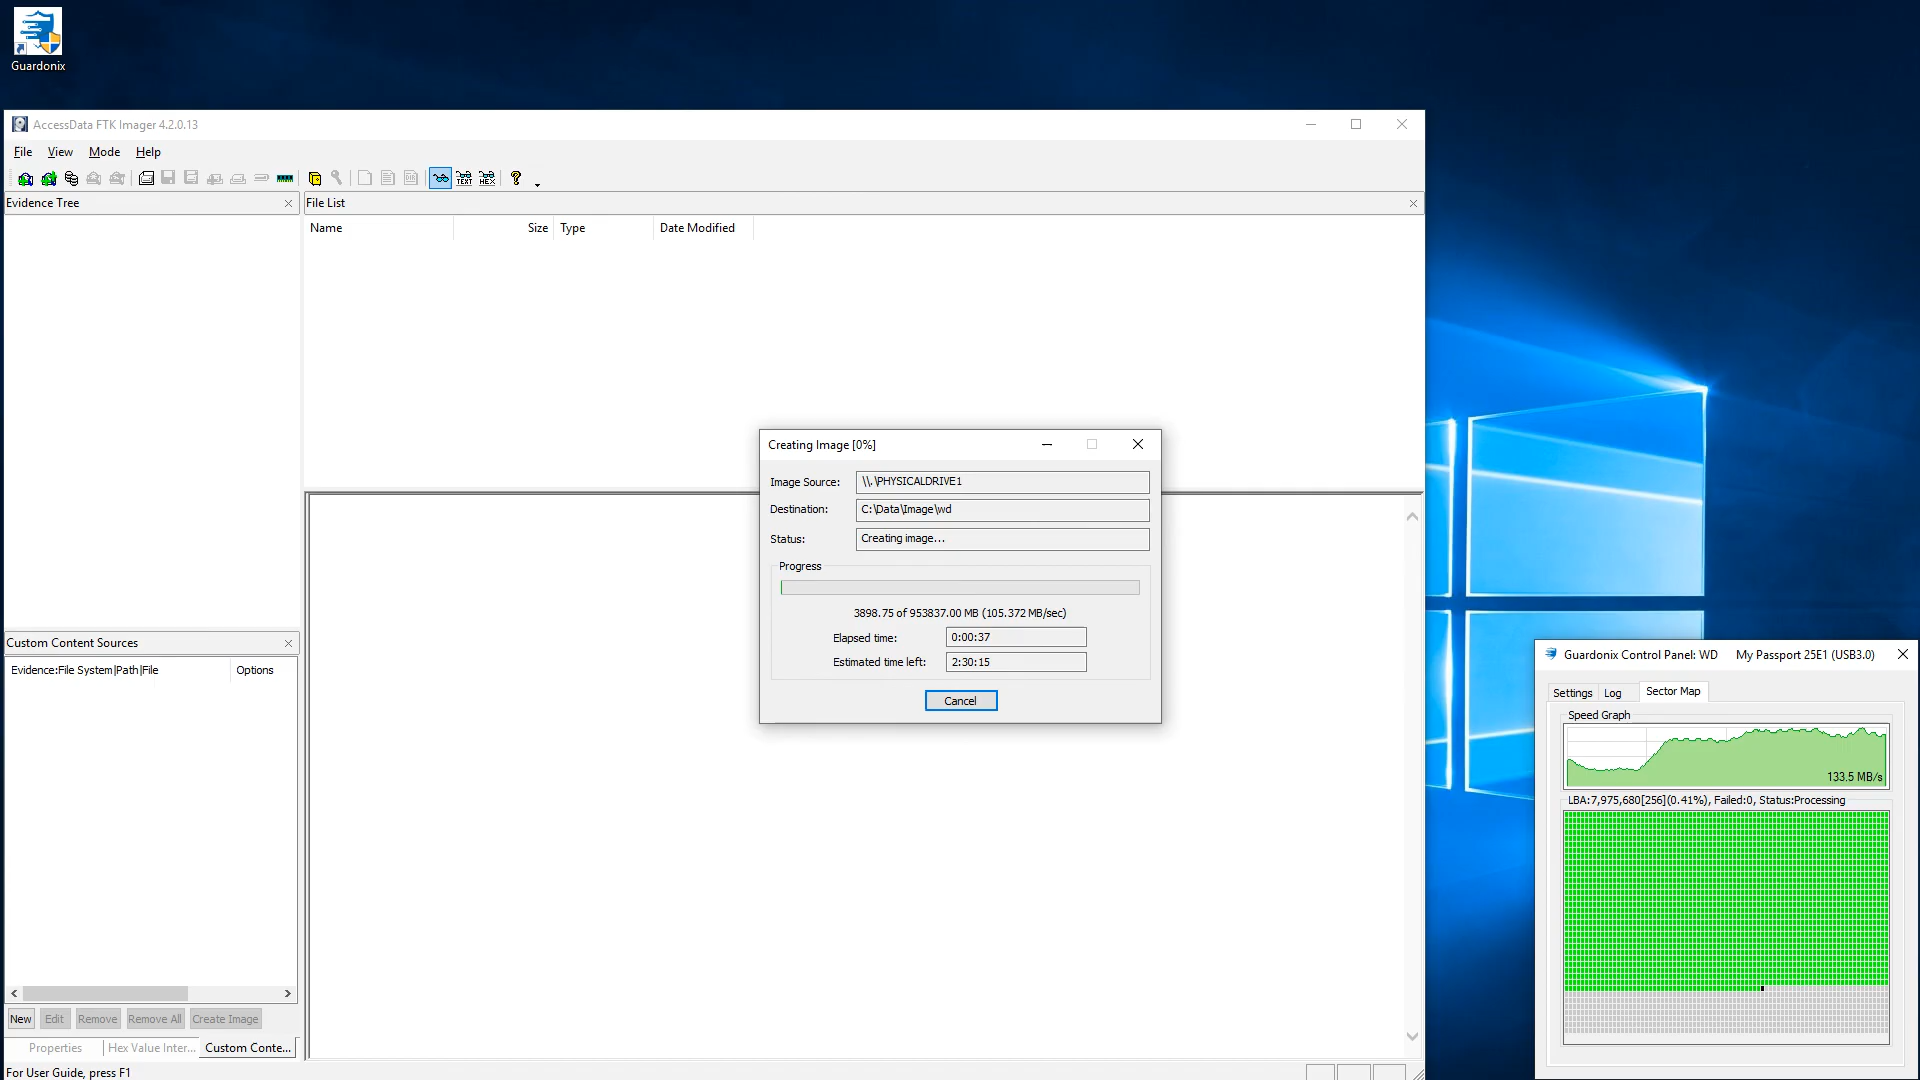 Guardonix
AccessData FTK Imager 4.2.0.13
File View Mode Help
TEXT HEX
Evidence Tree
File List
Name Size Type Date Modified
Creating Image [0%]
Image Source: \\.\PHYSICALDRIVE1
Destination: C:\Data\Image\wd
Status: Creating image...
Progress
3898.75 of 953837.00 MB (105.372 MB/sec)
Elapsed time: 0:00:37
Estimated time left: 2:30:15
Cancel
Custom Content Sources
Evidence:File System|Path|File Options
New Edit Remove Remove All Create Image
Properties Hex Value Inter... Custom Conte...
For User Guide, press F1
Guardonix Control Panel: WD My Passport 25E1 (USB3.0)
Settings Log Sector Map
Speed Graph
133.5 MB/s
LBA:7,975,680[256](0.41%), Failed:0, Status:Processing